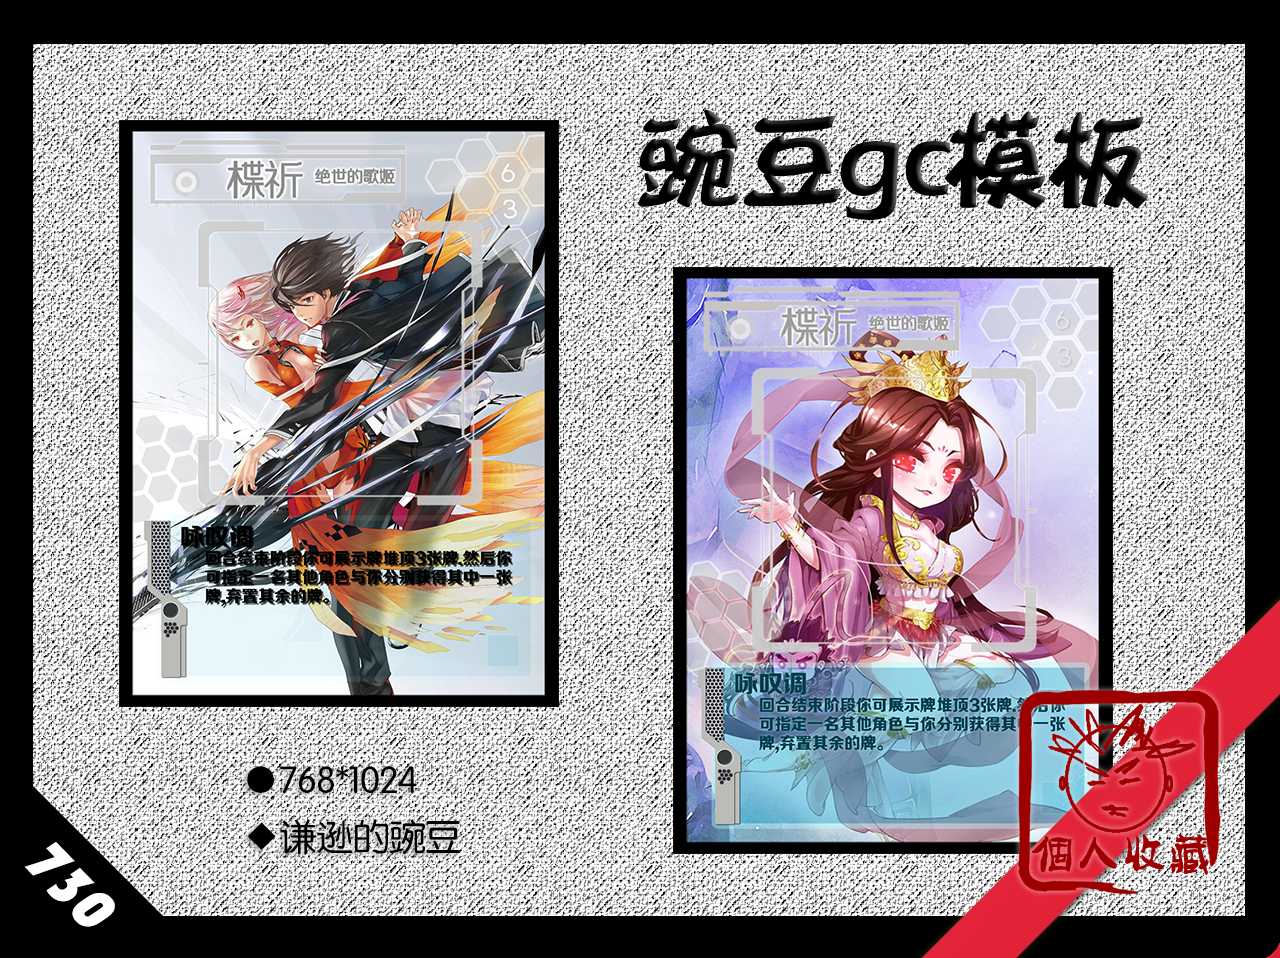 豌豆gc模板
楪祈 绝世的歌姬
6
3
咏叹调
回合结束阶段你可展示牌堆顶3张牌.然后你
可指定一名其他角色与你分别获得其中一张
牌,弃置其余的牌。
楪祈 绝世的歌姬
6
3
咏叹调
回合结束阶段你可展示牌堆顶3张牌.然后你
可指定一名其他角色与你分别获得其中一张
牌,弃置其余的牌。
●768*1024
◆谦逊的豌豆
730
個人收藏